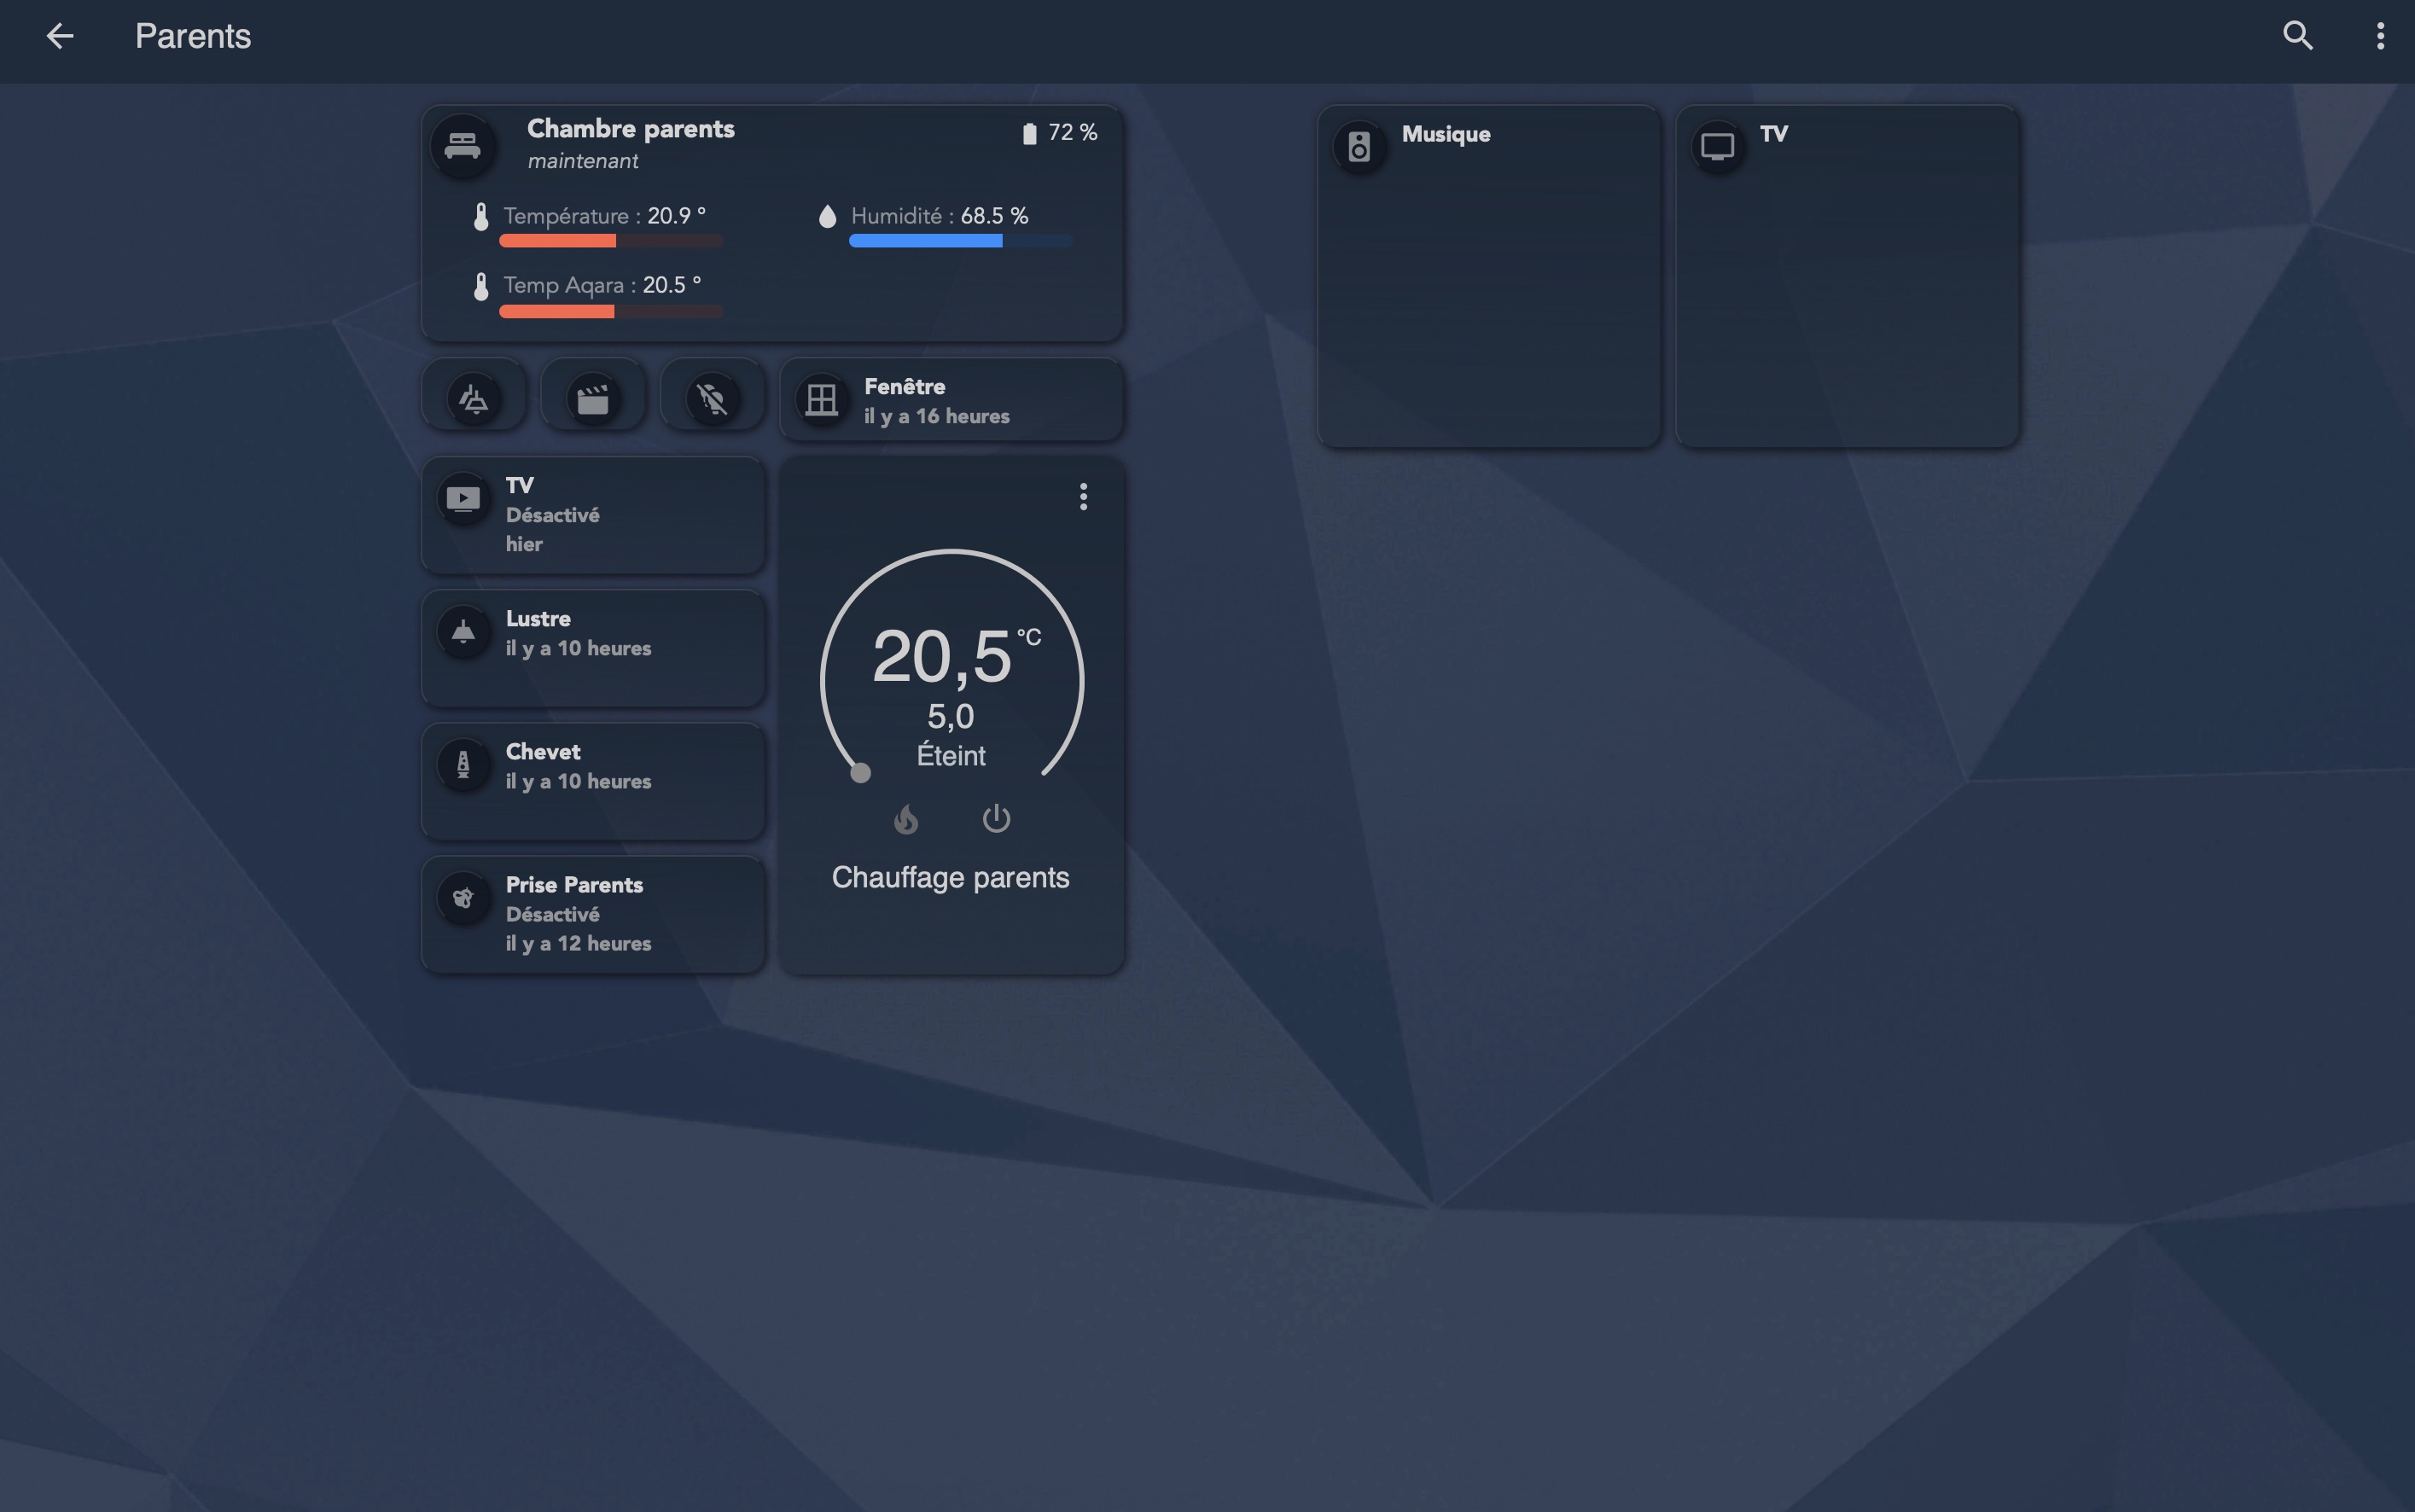 Parents
Chambre parents
72 %
maintenant
Température : 20.9 °
Humidité : 68.5 %
Temp Aqara : 20.5 °
Fenêtre
il y a 16 heures
TV
Désactivé
hier
Lustre
il y a 10 heures
Chevet
il y a 10 heures
Prise Parents
Désactivé
il y a 12 heures
20,5 °C
5,0
Éteint
Chauffage parents
Musique
TV